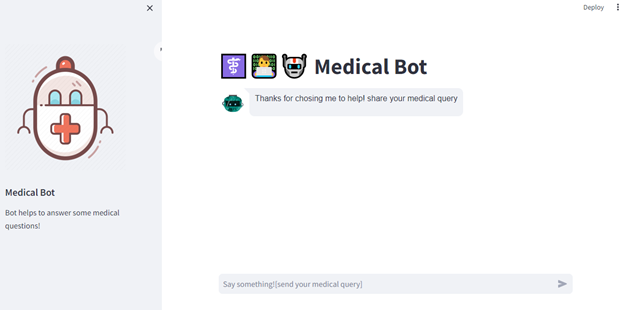 Deploy
Medical Bot
Thanks for chosing me to help! share your medical query
Medical Bot
Bot helps to answer some medical
questions!
Say something![send your medical query]